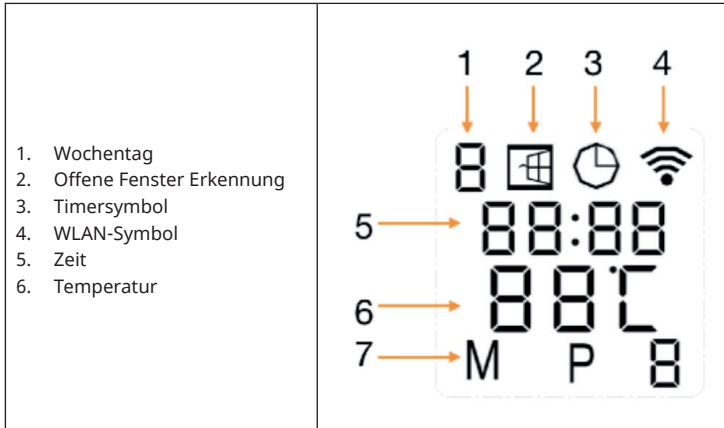 1. Wochentag
2. Offene Fenster Erkennung
3. Timersymbol
4. WLAN-Symbol
5. Zeit
6. Temperatur
1 2 3 4
8
5 88:88
6 88°C
7 M P 8